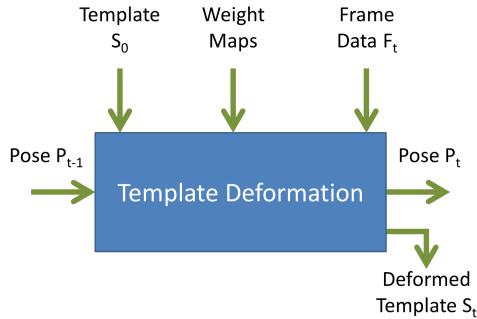 Template
S0
Weight
Maps
Frame
Data Ft
Pose Pt-1
Template Deformation
Pose Pt
Deformed
Template St